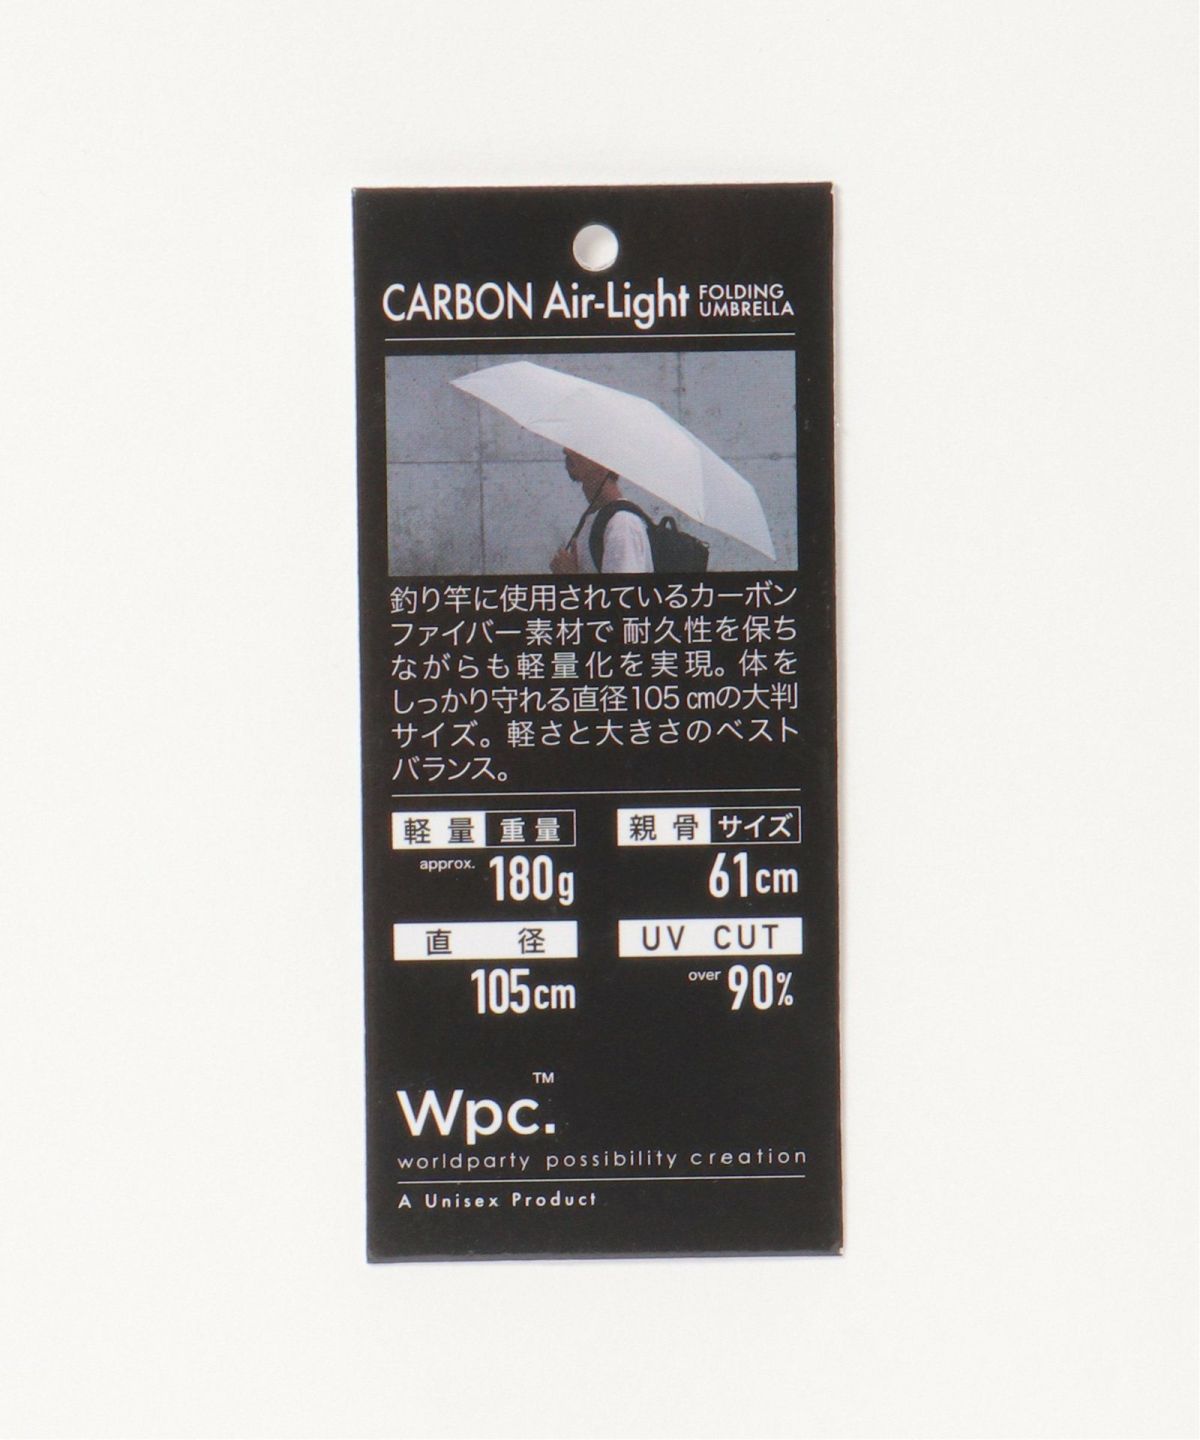 CARBON Air-Light FOLDING UMBRELLA
釣り竿に使用されているカーボン
ファイバー素材で 耐久性を保ち
ながらも軽量化を実現。体を
しっかり守れる直径105㎝の大判
サイズ。軽さと大きさのベスト
バランス。
軽量 重量
approx. 180g
親骨 サイズ
61cm
直径
105cm
UV CUT
over 90%
Wpc.™
worldparty possibility creation
A Unisex Product